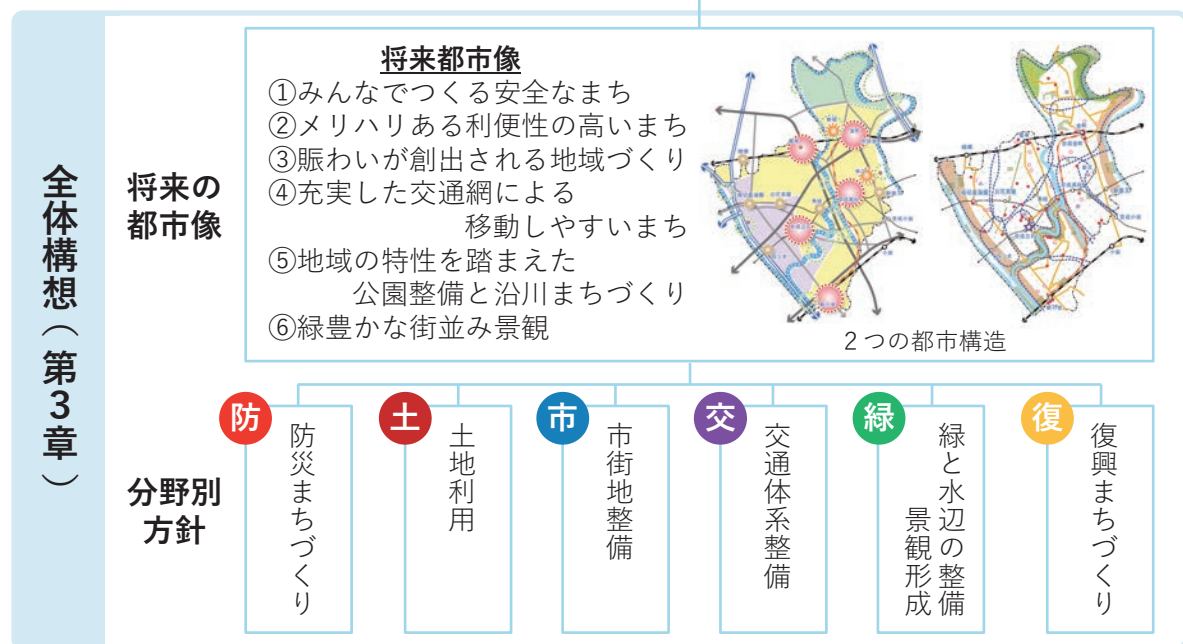 全体構想（第３章）
将来の
都市像
将来都市像
①みんなでつくる安全なまち
②メリハリある利便性の高いまち
③賑わいが創出される地域づくり
④充実した交通網による
移動しやすいまち
⑤地域の特性を踏まえた
公園整備と沿川まちづくり
⑥緑豊かな街並み景観
２つの都市構造
分野別
方針
防
防災まちづくり
土
土地利用
市
市街地整備
交
交通体系整備
緑
緑と水辺の整備
景観形成
復
復興まちづくり